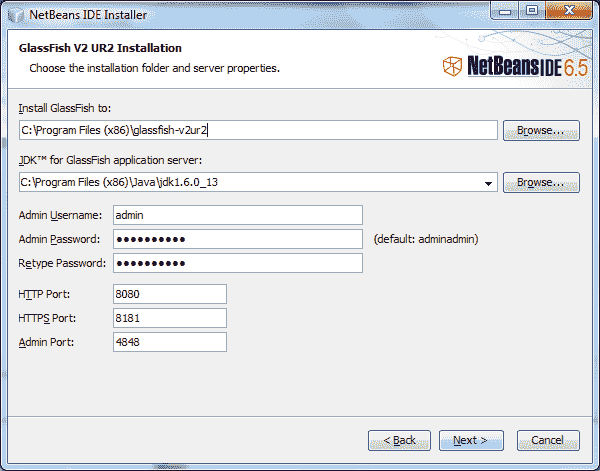 NetBeans IDE Installer
GlassFish V2 UR2 Installation
Choose the installation folder and server properties.
NetBeans IDE 6.5
Install GlassFish to:
C:\Program Files (x86)\glassfish-v2ur2
Browse...
JDK™ for GlassFish application server:
C:\Program Files (x86)\Java\jdk1.6.0_13
Browse...
Admin Username: admin
Admin Password: ●●●●●●●●●● (default: adminadmin)
Retype Password: ●●●●●●●●●●
HTTP Port: 8080
HTTPS Port: 8181
Admin Port: 4848
< Back Next > Cancel